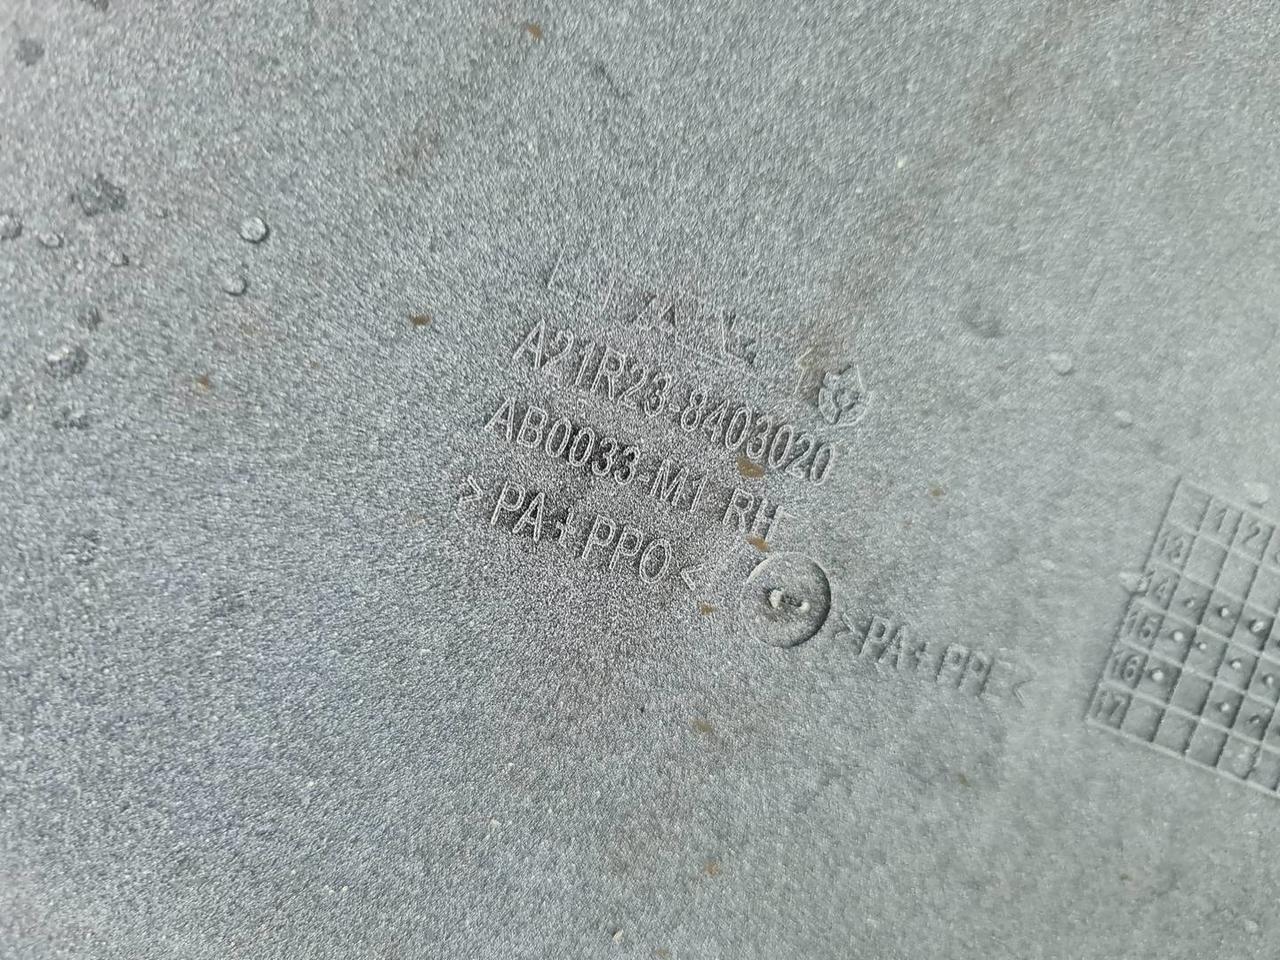 A21R23-8403020
AB0033-M1 RH
>PA+PPO<
>PA+PPE<
1 2
13
14
15
16
17